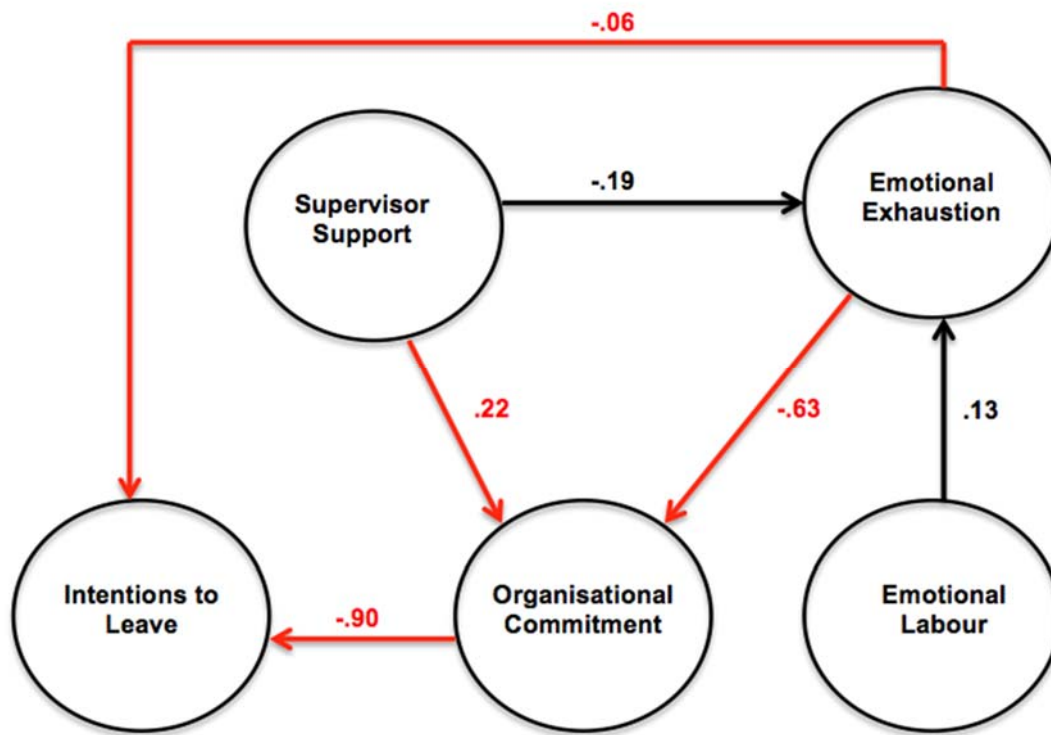 -.06
Supervisor
Support
-.19
Emotional
Exhaustion
.22
-.63
.13
Intentions to
Leave
-.90
Organisational
Commitment
Emotional
Labour